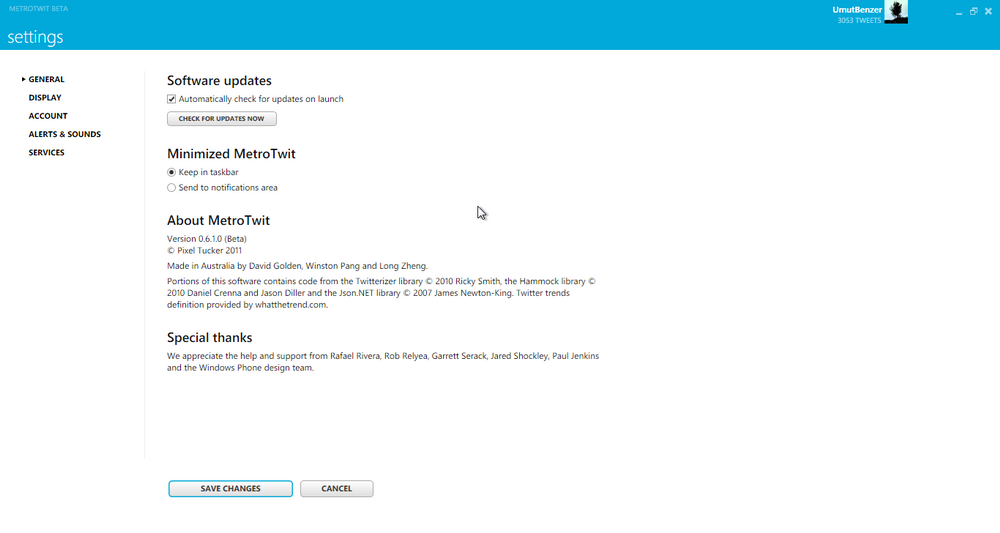 METROTWIT BETA
UmutBenzer
3053 TWEETS
settings
GENERAL
DISPLAY
ACCOUNT
ALERTS & SOUNDS
SERVICES
Software updates
Automatically check for updates on launch
CHECK FOR UPDATES NOW
Minimized MetroTwit
Keep in taskbar
Send to notifications area
About MetroTwit
Version 0.6.1.0 (Beta)
© Pixel Tucker 2011
Made in Australia by David Golden, Winston Pang and Long Zheng.
Portions of this software contains code from the Twitterizer library © 2010 Ricky Smith, the Hammock library ©
2010 Daniel Crenna and Jason Diller and the Json.NET library © 2007 James Newton-King. Twitter trends
definition provided by whatthetrend.com.
Special thanks
We appreciate the help and support from Rafael Rivera, Rob Relyea, Garrett Serack, Jared Shockley, Paul Jenkins
and the Windows Phone design team.
SAVE CHANGES
CANCEL